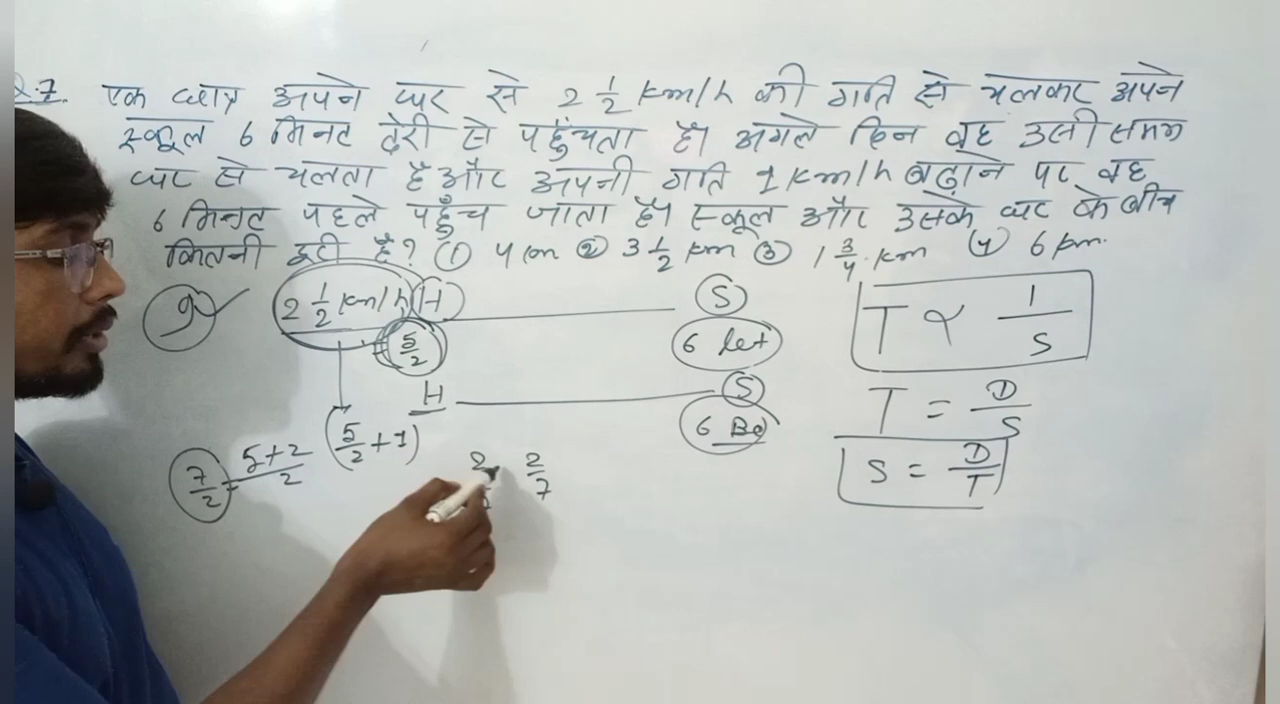 Q.7. एक छात्र अपने घर से 2 1/2 km/h की गति से चलकर अपने
स्कूल 6 मिनट देरी से पहुँचता है। अगले दिन वह उसी समय
घर से चलता है और अपनी गति 1 km/h बढ़ाने पर वह
6 मिनट पहले पहुँच जाता है। स्कूल और उसके घर के बीच
कितनी दूरी है? ① 4 km ② 3 1/2 km ③ 1 3/4 km ④ 6 km.
2 1/2 km/h H S
= 5/2 6 let
H S
6 Be
7/2 = 5+2/2 (5/2 + 1)
2 2/7
T ∝ 1/S
T = D/S
S = D/T